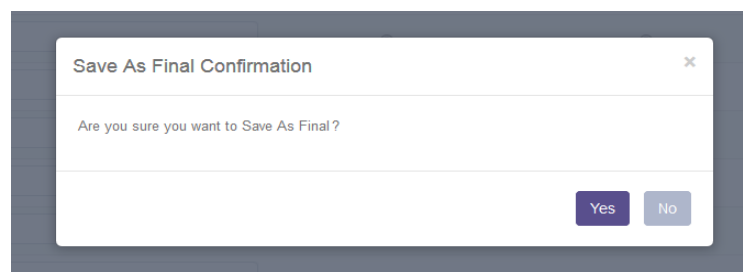 Save As Final Confirmation
×
Are you sure you want to Save As Final?
Yes No